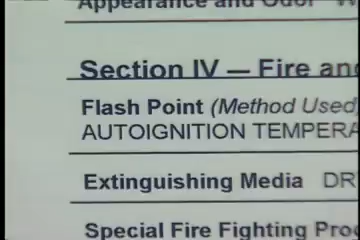 Appearance and Odor
Section IV — Fire and
Flash Point (Method Used
AUTOIGNITION TEMPERA
Extinguishing Media DR
Special Fire Fighting Pro